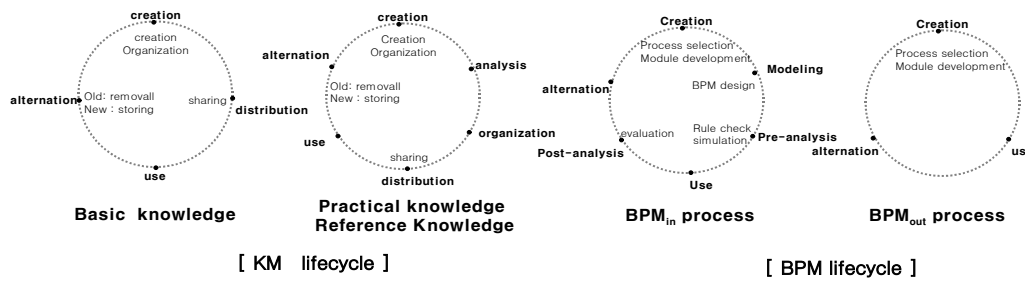 creation
creation
Organization
alternation
Old: removall
New : storing
sharing
distribution
use
Basic knowledge
creation
Creation
Organization
alternation
analysis
Old: removall
New : storing
use
organization
sharing
distribution
Practical knowledge
Reference Knowledge
[ KM lifecycle ]
Creation
Process selection
Module development
Modeling
BPM design
alternation
evaluation
Post-analysis
Rule check
simulation
Pre-analysis
Use
BPMin process
Creation
Process selection
Module development
alternation
us
BPMout process
[ BPM lifecycle ]